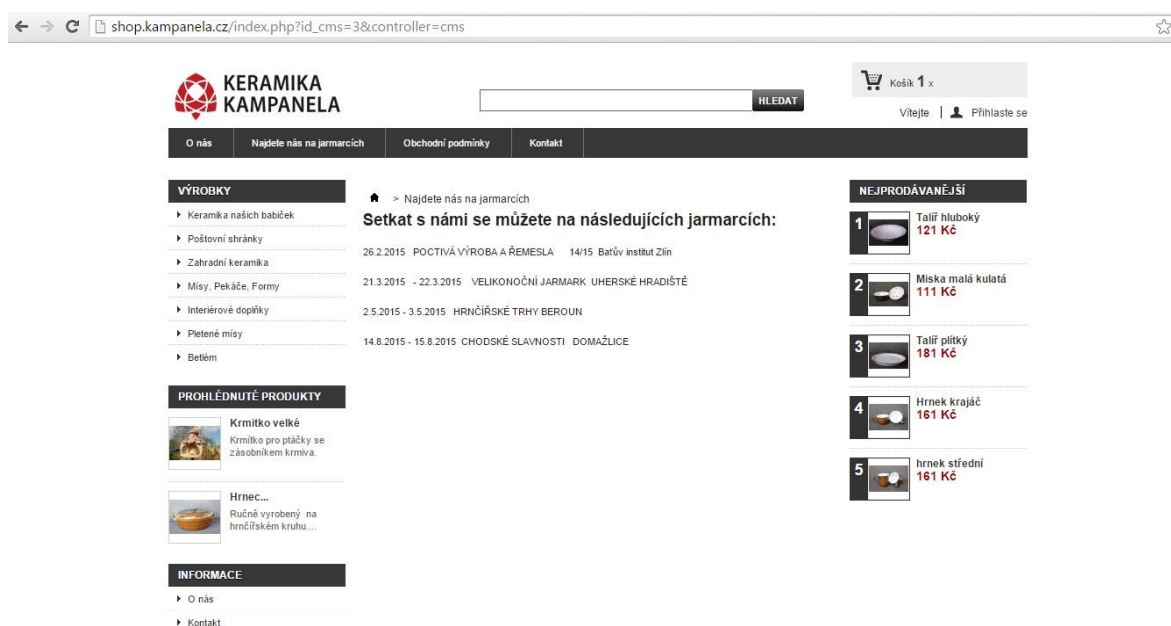 shop.kampanela.cz/index.php?id_cms=3&controller=cms
KERAMIKA
KAMPANELA
HLEDAT
Košík 1 x
Vítejte | Přihlaste se
O nás Najdete nás na jarmarcích Obchodní podmínky Kontakt
VÝROBKY
Keramika našich babiček
Poštovní shránky
Zahradní keramika
Mísy, Pekáče, Formy
Interiérové doplňky
Pletené mísy
Betlém
PROHLÉDNUTÉ PRODUKTY
Krmítko velké
Krmítko pro ptáčky se
zásobníkem krmiva.
Hrnec...
Ručně vyrobený na
hrnčířském kruhu....
INFORMACE
O nás
Kontakt
> Najdete nás na jarmarcích
Setkat s námi se můžete na následujících jarmarcích:
26.2.2015 POCTIVÁ VÝROBA A ŘEMESLA 14/15 Baťův institut Zlín
21.3.2015 - 22.3.2015 VELIKONOČNÍ JARMARK UHERSKÉ HRADIŠTĚ
2.5.2015 - 3.5.2015 HRNČÍŘSKÉ TRHY BEROUN
14.8.2015 - 15.8.2015 CHODSKÉ SLAVNOSTI DOMAŽLICE
NEJPRODÁVANĚJŠÍ
1 Talíř hluboký
121 Kč
2 Miska malá kulatá
111 Kč
3 Talíř plítký
181 Kč
4 Hrnek krajáč
161 Kč
5 hrnek střední
161 Kč